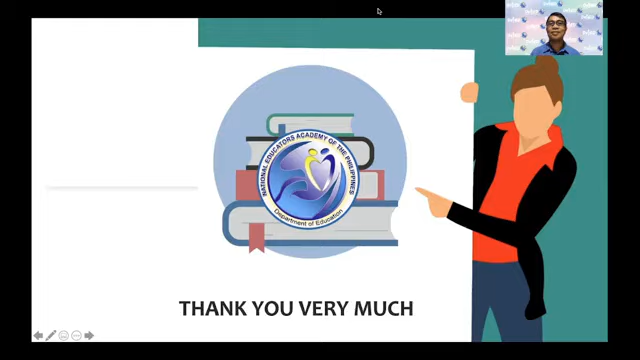 NATIONAL EDUCATORS ACADEMY OF THE PHILIPPINES
Department of Education
THANK YOU VERY MUCH